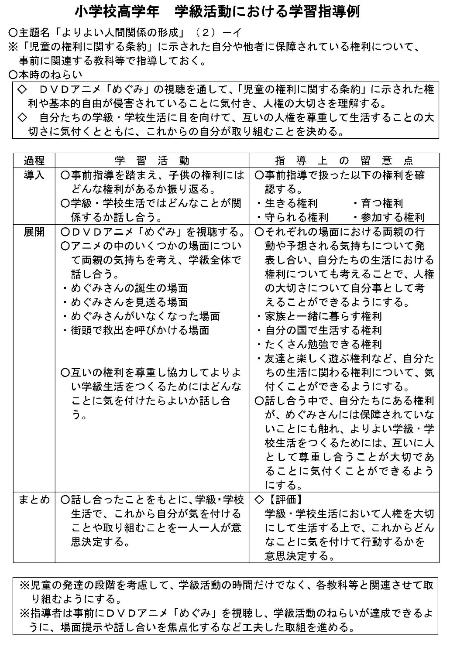 小学校高学年　学級活動における学習指導例
○主題名「よりよい人間関係の形成」（２）－イ
※「児童の権利に関する条約」に示された自分や他者に保障されている権利について、
事前に関連する教科等で指導しておく。
○本時のねらい
◇　ＤＶＤアニメ「めぐみ」の視聴を通して、「児童の権利に関する条約」に示された権
利や基本的自由が侵害されていることに気付き、人権の大切さを理解する。
◇　自分たちの学級・学校生活に目を向けて、互いの人権を尊重して生活することの大
切さに気付くとともに、これからの自分が取り組むことを決める。
過程　学　習　活　動　指　導　上　の　留　意　点
導入
○事前指導を踏まえ、子供の権利には
どんな権利があるか振り返る。
○学級・学校生活ではどんなことが関
係するか話し合う。
○事前指導で扱った以下の権利を確
認する。
・生きる権利　・育つ権利
・守られる権利　・参加する権利
展開
○ＤＶＤアニメ「めぐみ」を視聴する。
○アニメの中のいくつかの場面につい
て両親の気持ちを考え、学級全体で
話し合う。
・めぐみさんの誕生の場面
・めぐみさんを見送る場面
・めぐみさんがいなくなった場面
・街頭で救出を呼びかける場面
○互いの権利を尊重し協力してよりよ
い学級生活をつくるためにはどんな
ことに気を付けたらよいか話し合
う。
○それぞれの場面における両親の行
動や予想される気持ちについて発
表し合い、自分たちの生活における
権利についても考えることで、人権
の大切さについて自分事として考
えることができるようにする。
・家族と一緒に暮らす権利
・自分の国で生活する権利
・たくさん勉強できる権利
・友達と楽しく遊ぶ権利など、自分た
ちの生活に関わる権利について、気
付くことができるようにする。
○話し合う中で、自分たちにある権利
が、めぐみさんには保障されていな
いことにも触れ、よりよい学級・学
校生活をつくるためには、互いに人
として尊重し合うことが大切であ
ることに気付くことができるよう
にする。
まとめ
○話し合ったことをもとに、学級・学校
生活で、これから自分が気を付ける
ことや取り組むことを一人一人が意
思決定する。
◇【評価】
学級・学校生活において人権を大切
にして生活する上で、これからどん
なことに気を付けて行動するかを
意思決定する。
※児童の発達の段階を考慮して、学級活動の時間だけでなく、各教科等と関連させて取
り組むようにする。
※指導者は事前にＤＶＤアニメ「めぐみ」を視聴し、学級活動のねらいが達成できるよ
うに、場面提示や話し合いを焦点化するなど工夫した取組を進める。